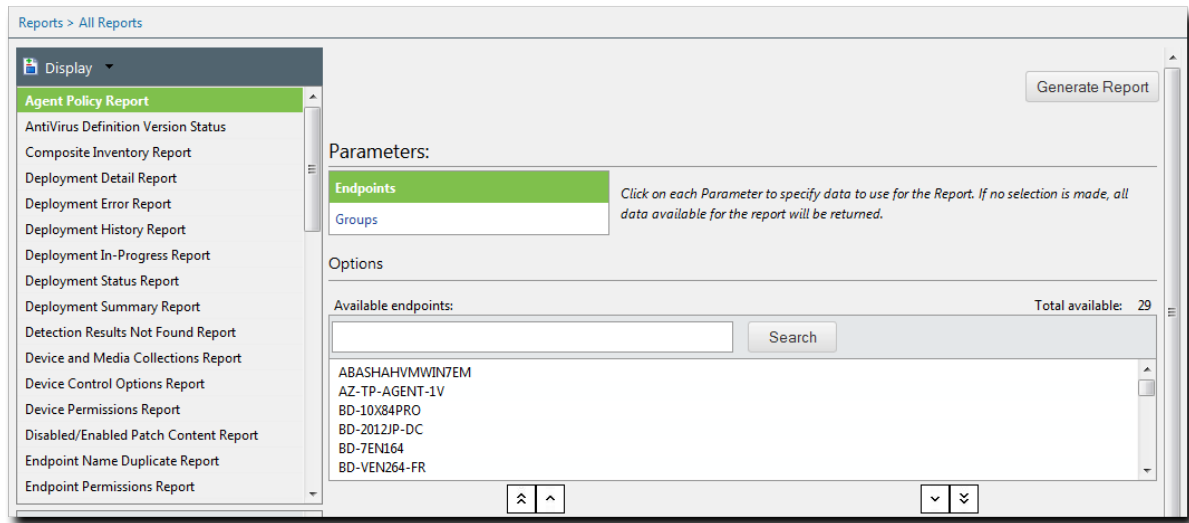 Reports > All Reports
Display
Generate Report
Agent Policy Report
AntiVirus Definition Version Status
Composite Inventory Report
Deployment Detail Report
Deployment Error Report
Deployment History Report
Deployment In-Progress Report
Deployment Status Report
Deployment Summary Report
Detection Results Not Found Report
Device and Media Collections Report
Device Control Options Report
Device Permissions Report
Disabled/Enabled Patch Content Report
Endpoint Name Duplicate Report
Endpoint Permissions Report
Parameters:
Endpoints
Groups
Click on each Parameter to specify data to use for the Report. If no selection is made, all
data available for the report will be returned.
Options
Available endpoints:
Total available: 29
Search
ABASHAHVMWIN7EM
AZ-TP-AGENT-1V
BD-10X84PRO
BD-2012JP-DC
BD-7EN164
BD-VEN264-FR